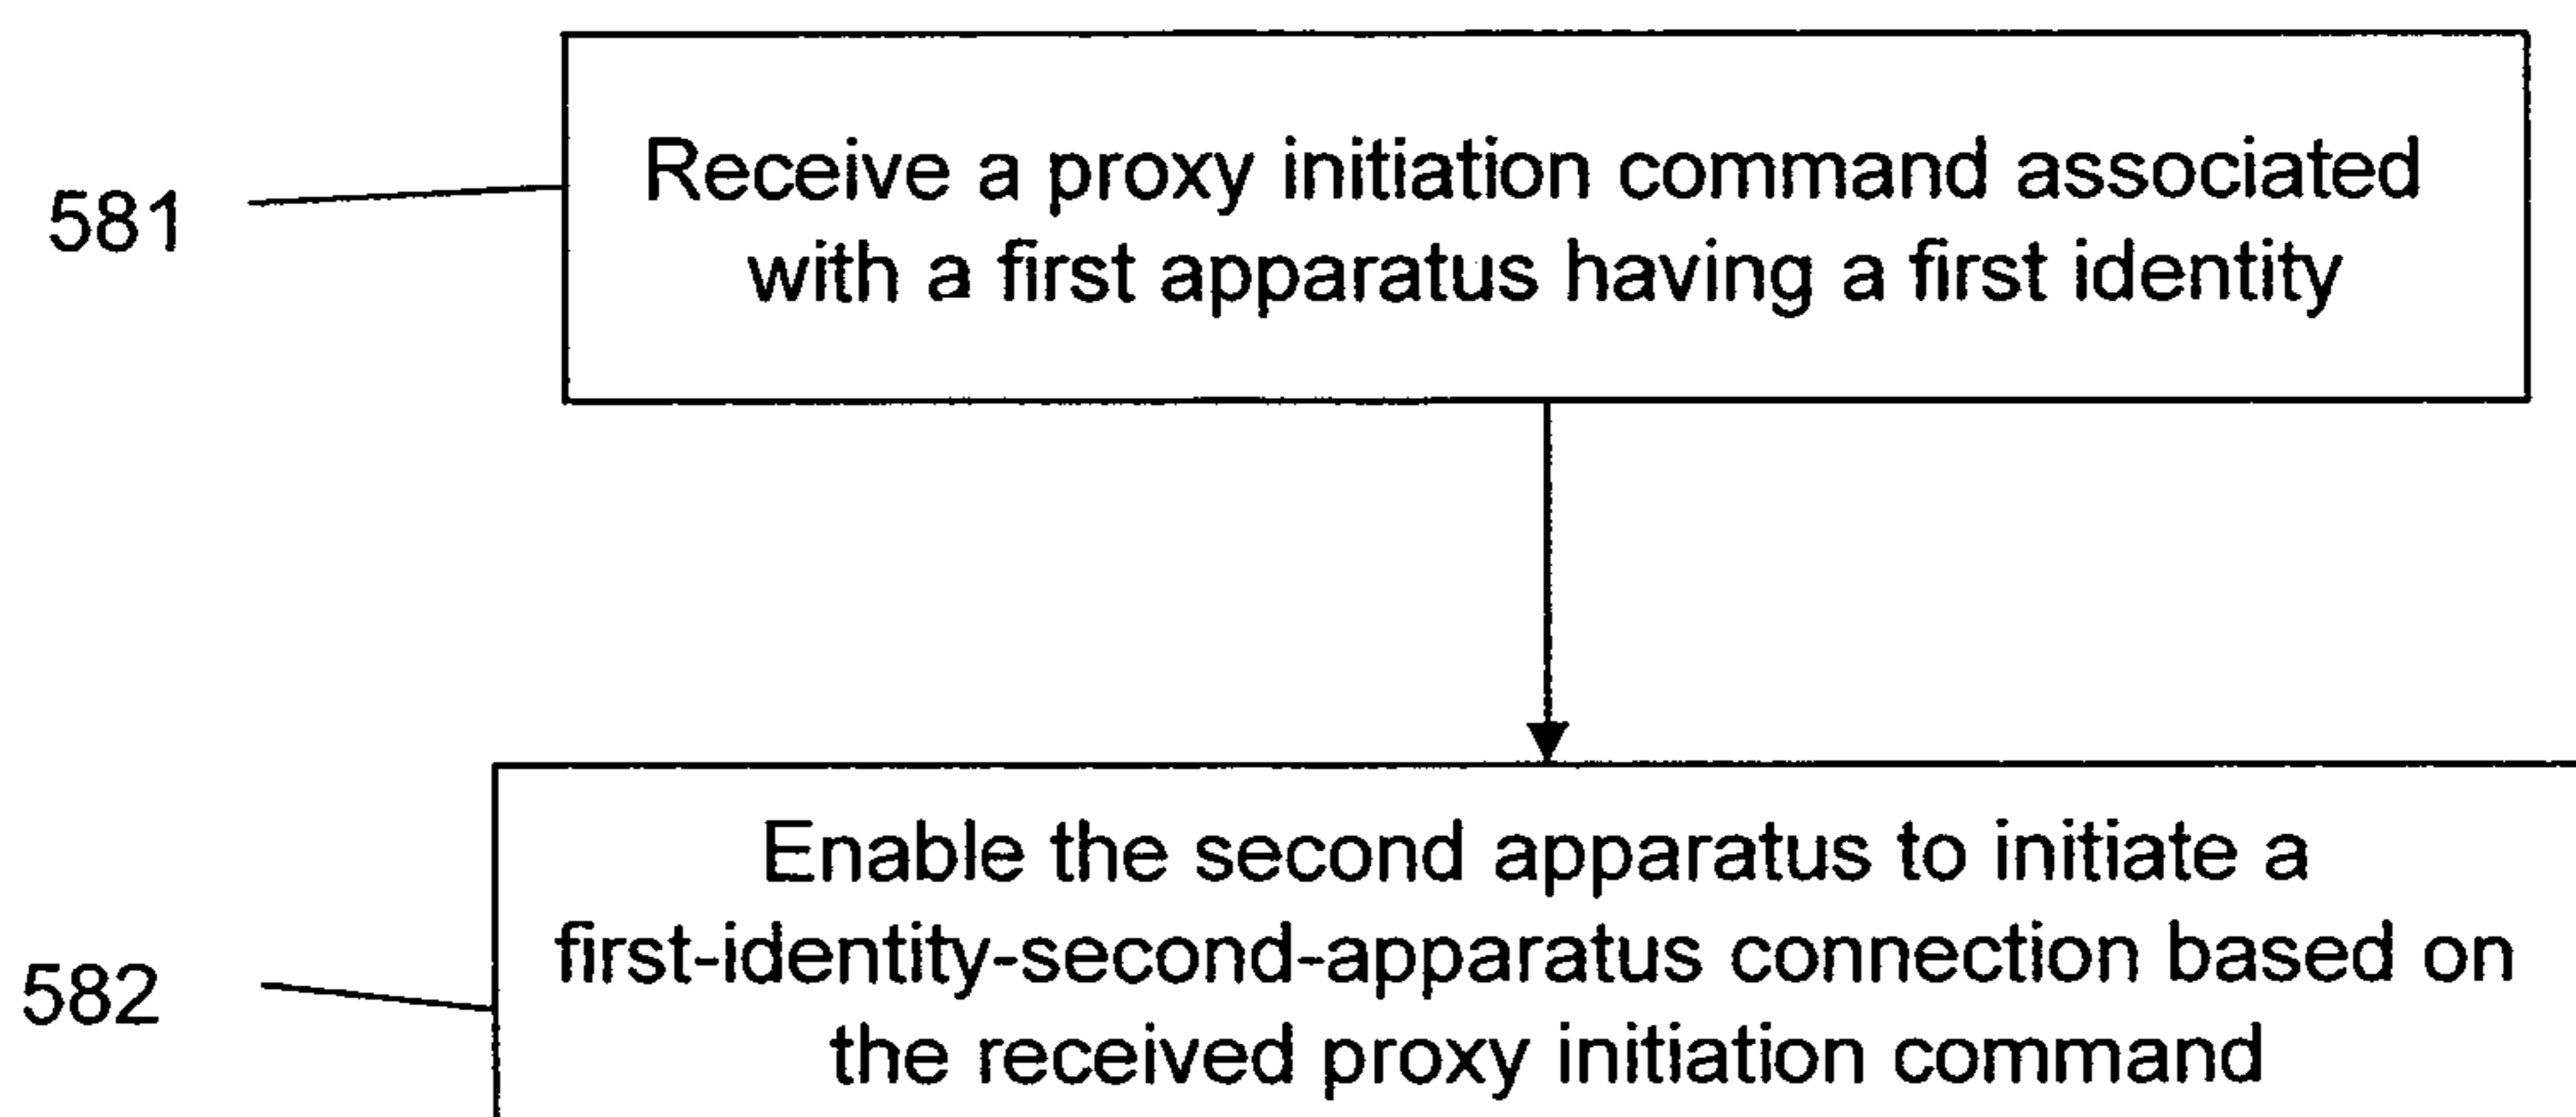 581
Receive a proxy initiation command associated
with a first apparatus having a first identity
582
Enable the second apparatus to initiate a
first-identity-second-apparatus connection based on
the received proxy initiation command